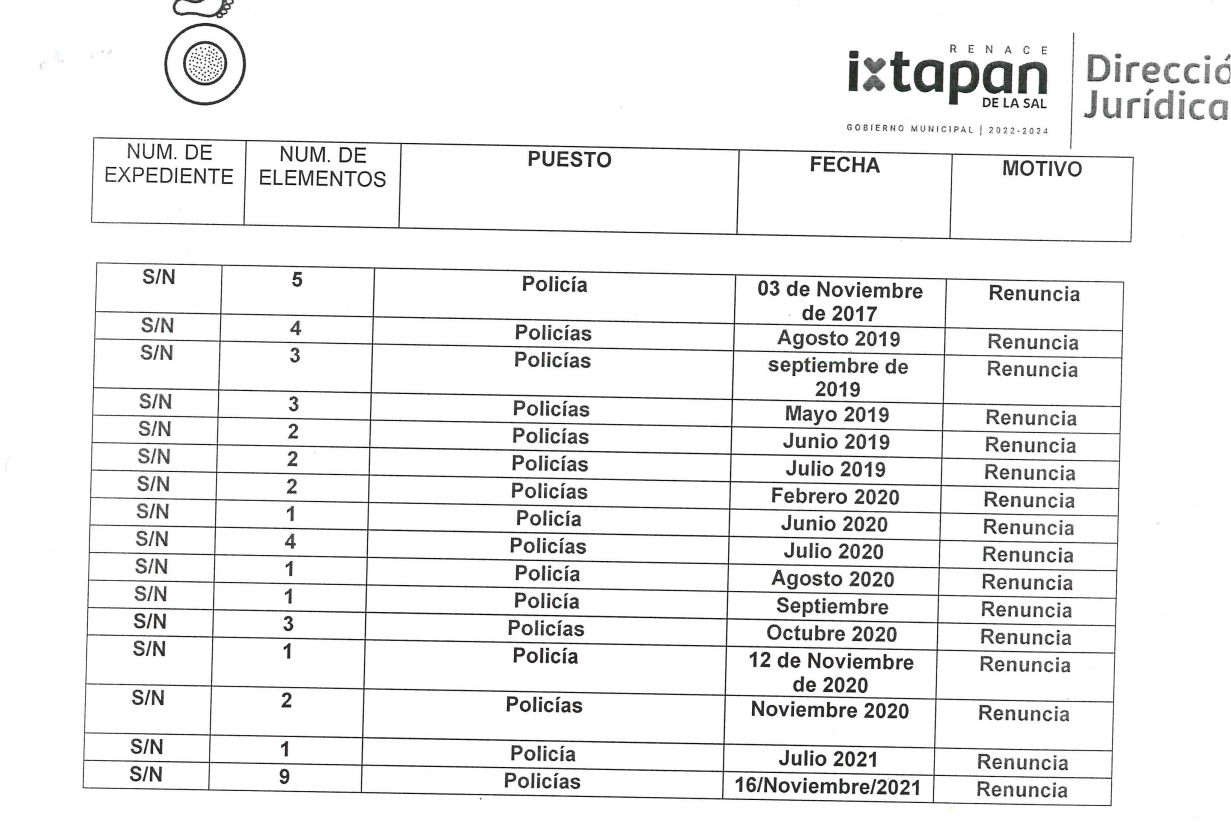 RENACE
ixtapan
DE LA SAL
GOBIERNO MUNICIPAL | 2022-2024
Direcció
Jurídica
NUM. DE EXPEDIENTE NUM. DE ELEMENTOS PUESTO FECHA MOTIVO
S/N 5 Policía 03 de Noviembre de 2017 Renuncia
S/N 4 Policías Agosto 2019 Renuncia
S/N 3 Policías septiembre de 2019 Renuncia
S/N 3 Policías Mayo 2019 Renuncia
S/N 2 Policías Junio 2019 Renuncia
S/N 2 Policías Julio 2019 Renuncia
S/N 2 Policías Febrero 2020 Renuncia
S/N 1 Policía Junio 2020 Renuncia
S/N 4 Policías Julio 2020 Renuncia
S/N 1 Policía Agosto 2020 Renuncia
S/N 1 Policía Septiembre Renuncia
S/N 3 Policías Octubre 2020 Renuncia
S/N 1 Policía 12 de Noviembre de 2020 Renuncia
S/N 2 Policías Noviembre 2020 Renuncia
S/N 1 Policía Julio 2021 Renuncia
S/N 9 Policías 16/Noviembre/2021 Renuncia